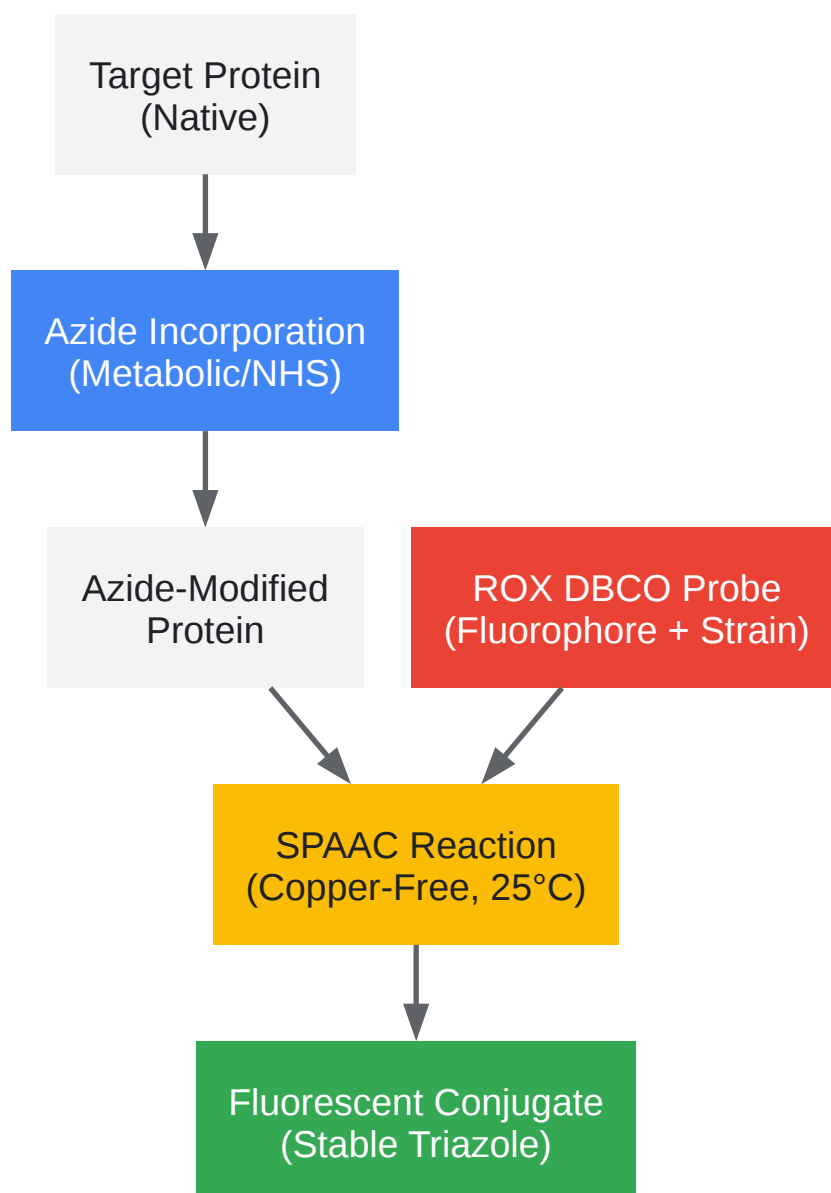 Target Protein
(Native)
Azide Incorporation
(Metabolic/NHS)
Azide-Modified
Protein
ROX DBCO Probe
(Fluorophore + Strain)
SPAAC Reaction
(Copper-Free, 25°C)
Fluorescent Conjugate
(Stable Triazole)